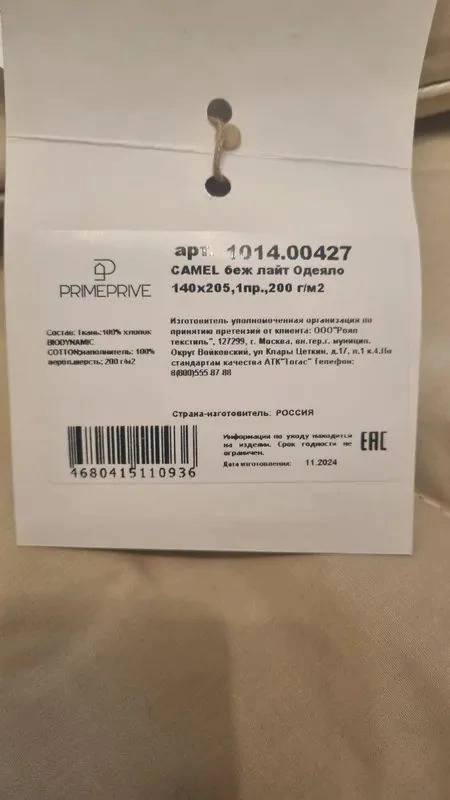 арт. 1014.00427
CAMEL беж лайт Одеяло
140х205,1пр.,200 г/м2
PRIMEPRIVE
Состав: Ткань:100% хлопок
BIODYNAMIC
COTTON;наполнитель: 100%
верблшерсть; 200 г/м2
Изготовитель уполномоченная организация по
принятию претензий от клиента: ООО"Роял
текстиль", 127299, г. Москва, вн.тер.г. муницип.
Округ Войковский, ул Клары Цеткин, д.17, п.1 к.4.По
стандартам качества АТК"Тогас" Телефон:
8(800)555 87 88
Страна-изготовитель: РОССИЯ
Информация по уходу находится
на изделии. Срок годности не
ограничен.
EAC
Дата изготовления: 11.2024
4680415110936